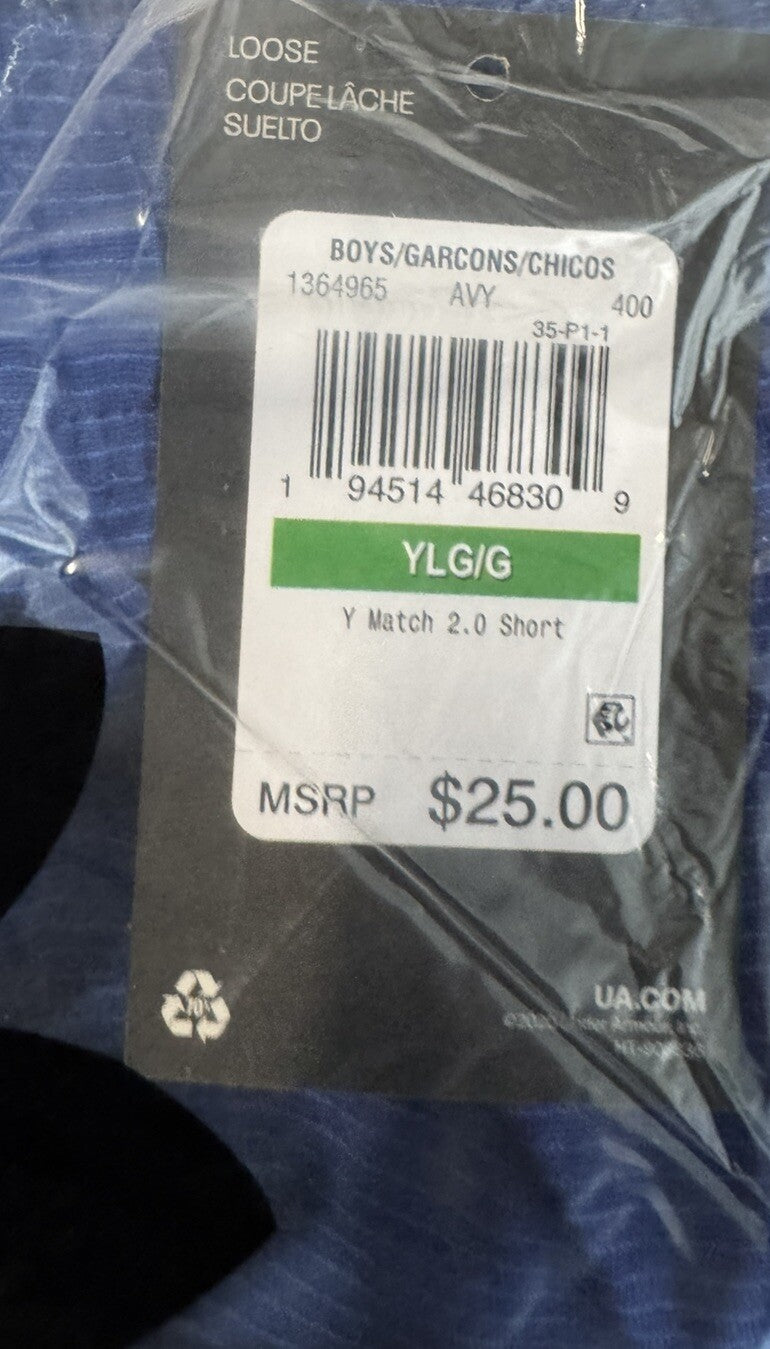 LOOSE
COUPE LÂCHE
SUELTO
BOYS/GARCONS/CHICOS
1364965 AVY 400
35-P1-1
1 94514 46830 9
YLG/G
Y Match 2.0 Short
MSRP $25.00
UA.COM